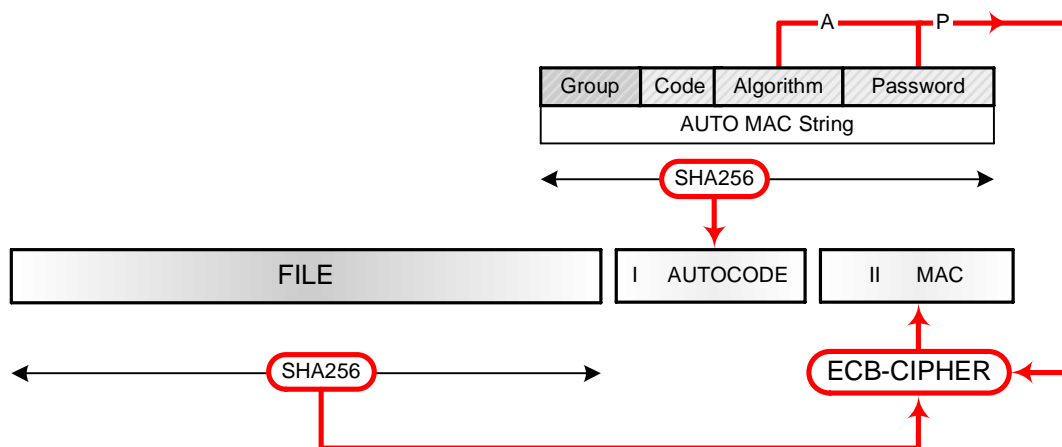 A P
Group Code Algorithm Password
AUTO MAC String
SHA256
FILE I AUTOCODE II MAC
SHA256 ECB-CIPHER